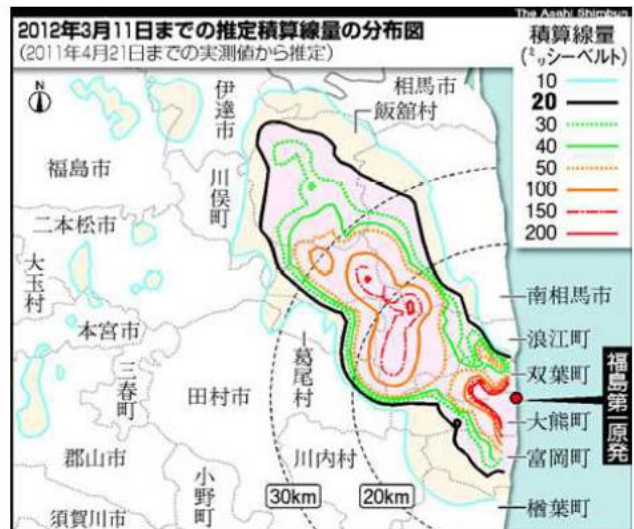 The Asahi Shimbun
2012年3月11日までの推定積算線量の分布図
(2011年4月21日までの実測値から推定)
積算線量
(ミリシーベルト)
10
20
30
40
50
100
150
200
N
伊達市
相馬市
飯舘村
福島市
川俣町
二本松市
大玉村
南相馬市
本宮市
浪江町
葛尾村
双葉町
三春町
田村市
福島第一原発
大熊町
郡山市
川内村
富岡町
小野町
30km
20km
須賀川市
楢葉町